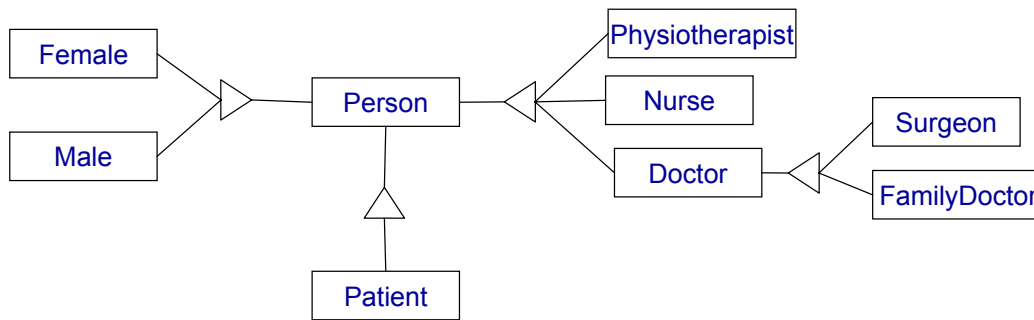 Female
Male
Person
Patient
Physiotherapist
Nurse
Doctor
Surgeon
FamilyDoctor